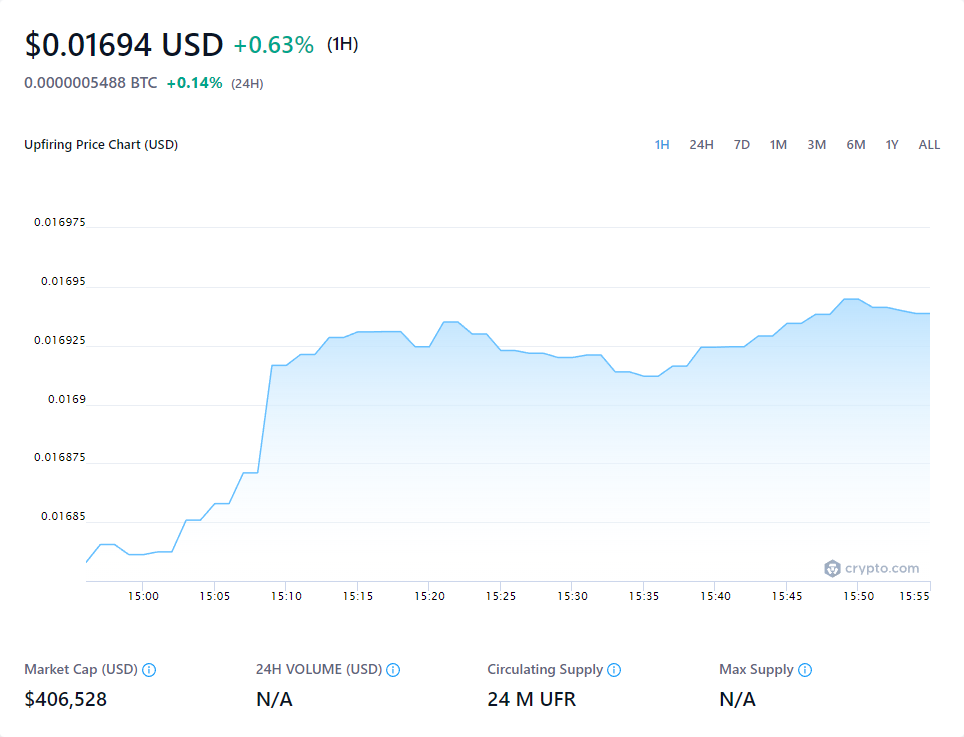 $0.01694 USD +0.63% (1H)
0.0000005488 BTC +0.14% (24H)
Upfiring Price Chart (USD) 1H 24H 7D 1M 3M 6M 1Y ALL
0.016975
0.01695
0.016925
0.0169
0.016875
0.01685
crypto.com
15:00 15:05 15:10 15:15 15:20 15:25 15:30 15:35 15:40 15:45 15:50 15:55
Market Cap (USD) 24H VOLUME (USD) Circulating Supply Max Supply
$406,528 N/A 24 M UFR N/A